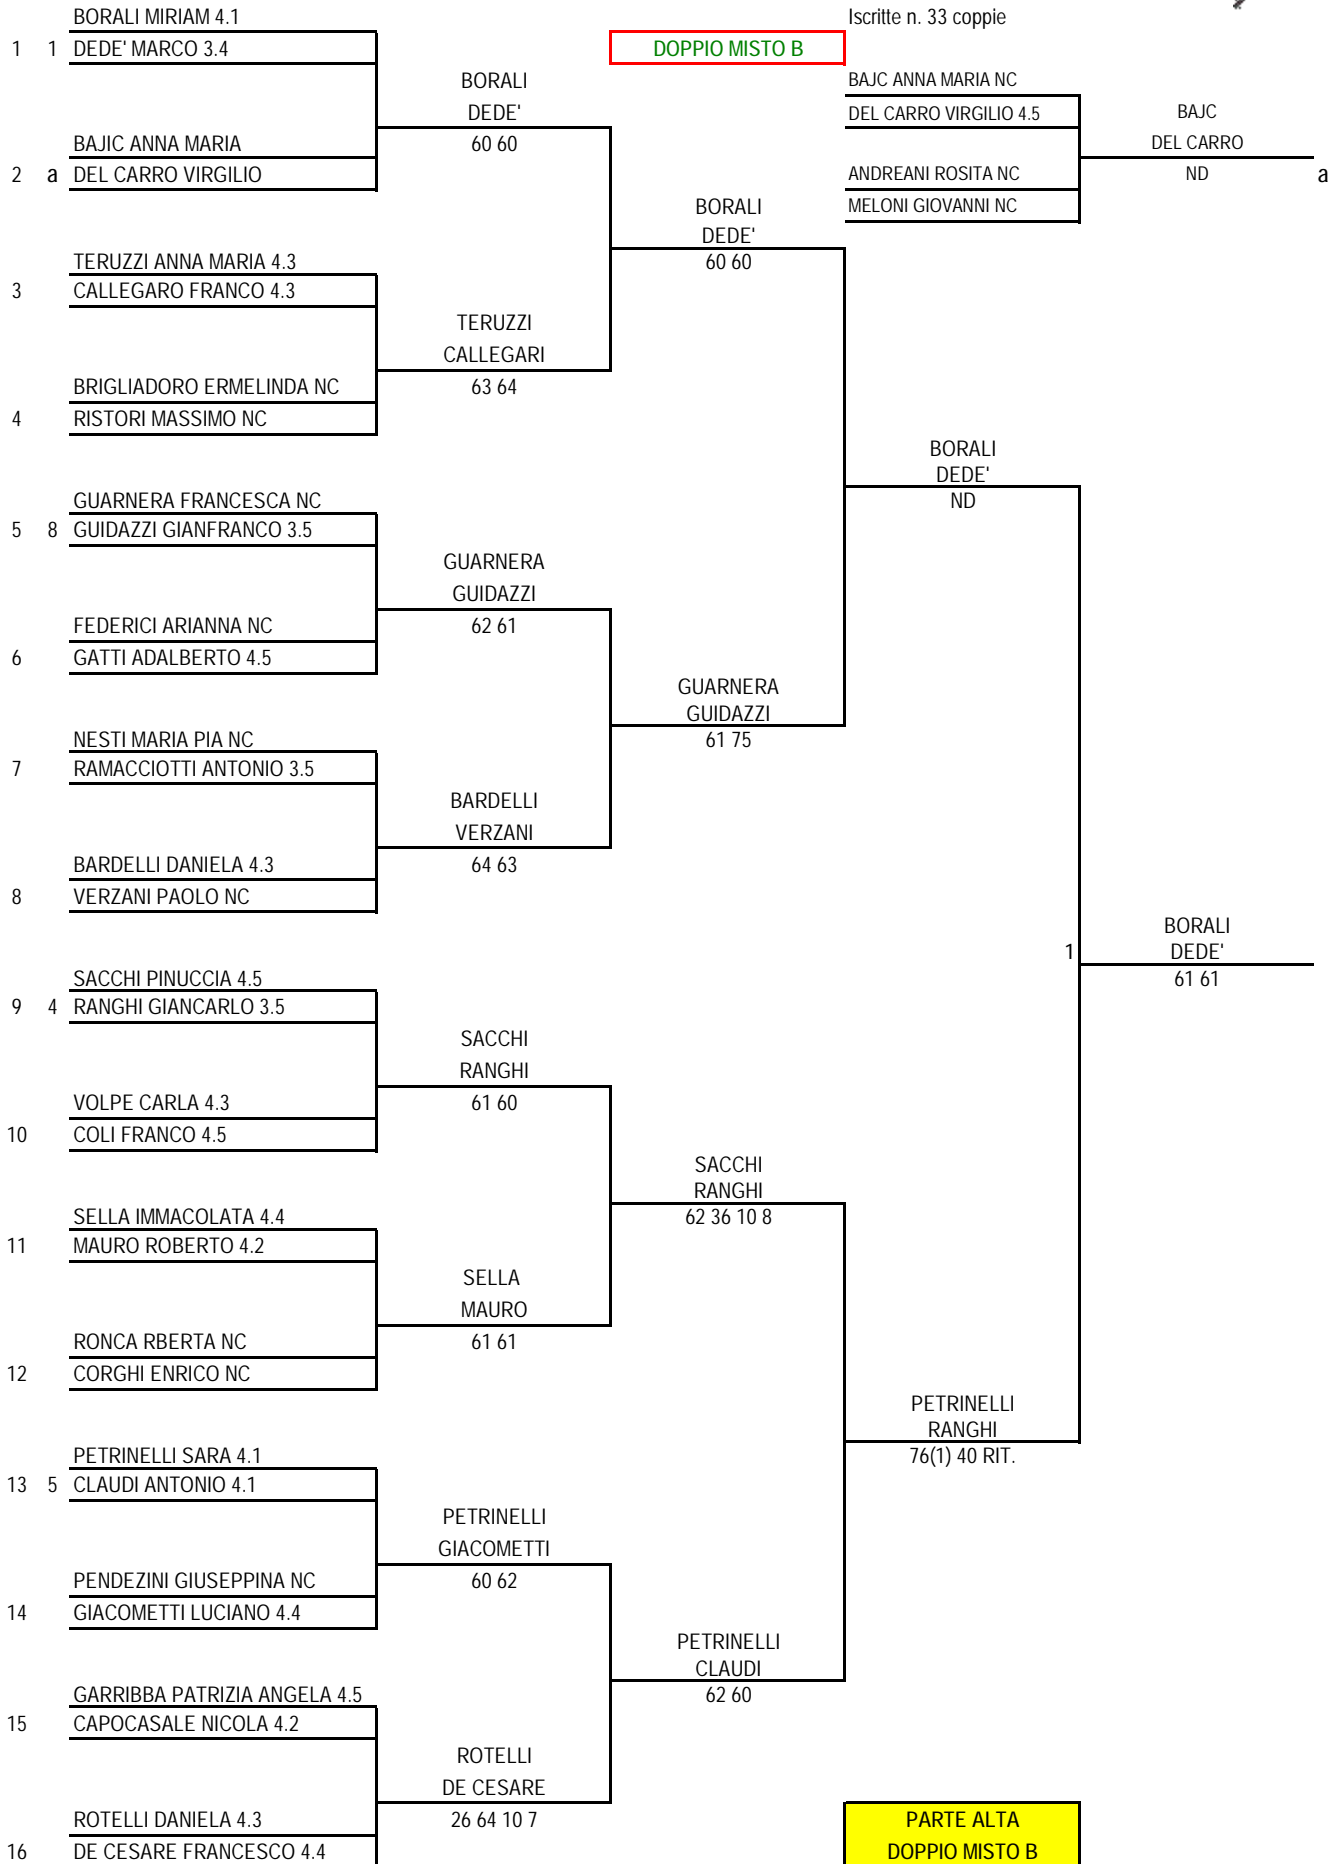 BORALI MIRIAM 4.1
Iscritte n. 33 coppie
1 1 DEDE' MARCO 3.4
DOPPIO MISTO B
BORALI
BAJC ANNA MARIA NC
DEDE'
DEL CARRO VIRGILIO 4.5
BAJC
60 60
DEL CARRO
BAJIC ANNA MARIA
2 a DEL CARRO VIRGILIO
ANDREANI ROSITA NC
ND
a
BORALI
MELONI GIOVANNI NC
DEDE'
60 60
TERUZZI ANNA MARIA 4.3
3 CALLEGARO FRANCO 4.3
TERUZZI
CALLEGARI
63 64
BRIGLIADORO ERMELINDA NC
4 RISTORI MASSIMO NC
BORALI
DEDE'
ND
GUARNERA FRANCESCA NC
5 8 GUIDAZZI GIANFRANCO 3.5
GUARNERA
GUIDAZZI
62 61
FEDERICI ARIANNA NC
6 GATTI ADALBERTO 4.5
GUARNERA
GUIDAZZI
61 75
NESTI MARIA PIA NC
7 RAMACCIOTTI ANTONIO 3.5
BARDELLI
VERZANI
64 63
BARDELLI DANIELA 4.3
8 VERZANI PAOLO NC
BORALI
1 DEDE'
61 61
SACCHI PINUCCIA 4.5
9 4 RANGHI GIANCARLO 3.5
SACCHI
RANGHI
61 60
VOLPE CARLA 4.3
10 COLI FRANCO 4.5
SACCHI
RANGHI
62 36 10 8
SELLA IMMACOLATA 4.4
11 MAURO ROBERTO 4.2
SELLA
MAURO
61 61
RONCA RBERTA NC
12 CORGHI ENRICO NC
PETRINELLI
RANGHI
76(1) 40 RIT.
PETRINELLI SARA 4.1
13 5 CLAUDI ANTONIO 4.1
PETRINELLI
GIACOMETTI
60 62
PENDEZINI GIUSEPPINA NC
14 GIACOMETTI LUCIANO 4.4
PETRINELLI
CLAUDI
62 60
GARRIBBA PATRIZIA ANGELA 4.5
15 CAPOCASALE NICOLA 4.2
ROTELLI
DE CESARE
26 64 10 7
ROTELLI DANIELA 4.3
PARTE ALTA
16 DE CESARE FRANCESCO 4.4
DOPPIO MISTO B